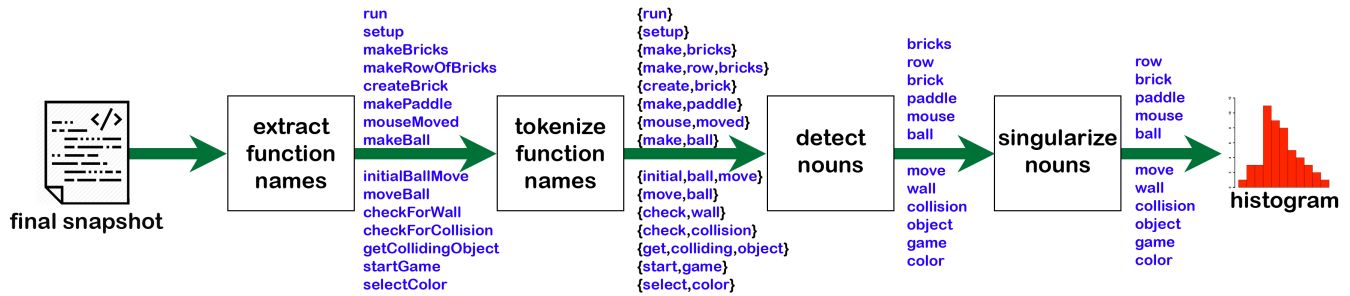 </>
final snapshot
extract
function
names
run
setup
makeBricks
makeRowOfBricks
createBrick
makePaddle
mouseMoved
makeBall
initialBallMove
moveBall
checkForWall
checkForCollision
getCollidingObject
startGame
selectColor
tokenize
function
names
{run}
{setup}
{make,bricks}
{make,row,bricks}
{create,brick}
{make,paddle}
{mouse,moved}
{make,ball}
{initial,ball,move}
{move,ball}
{check,wall}
{check,collision}
{get,colliding,object}
{start,game}
{select,color}
detect
nouns
bricks
row
brick
paddle
mouse
ball
move
wall
collision
object
game
color
singularize
nouns
row
brick
paddle
mouse
ball
move
wall
collision
object
game
color
histogram